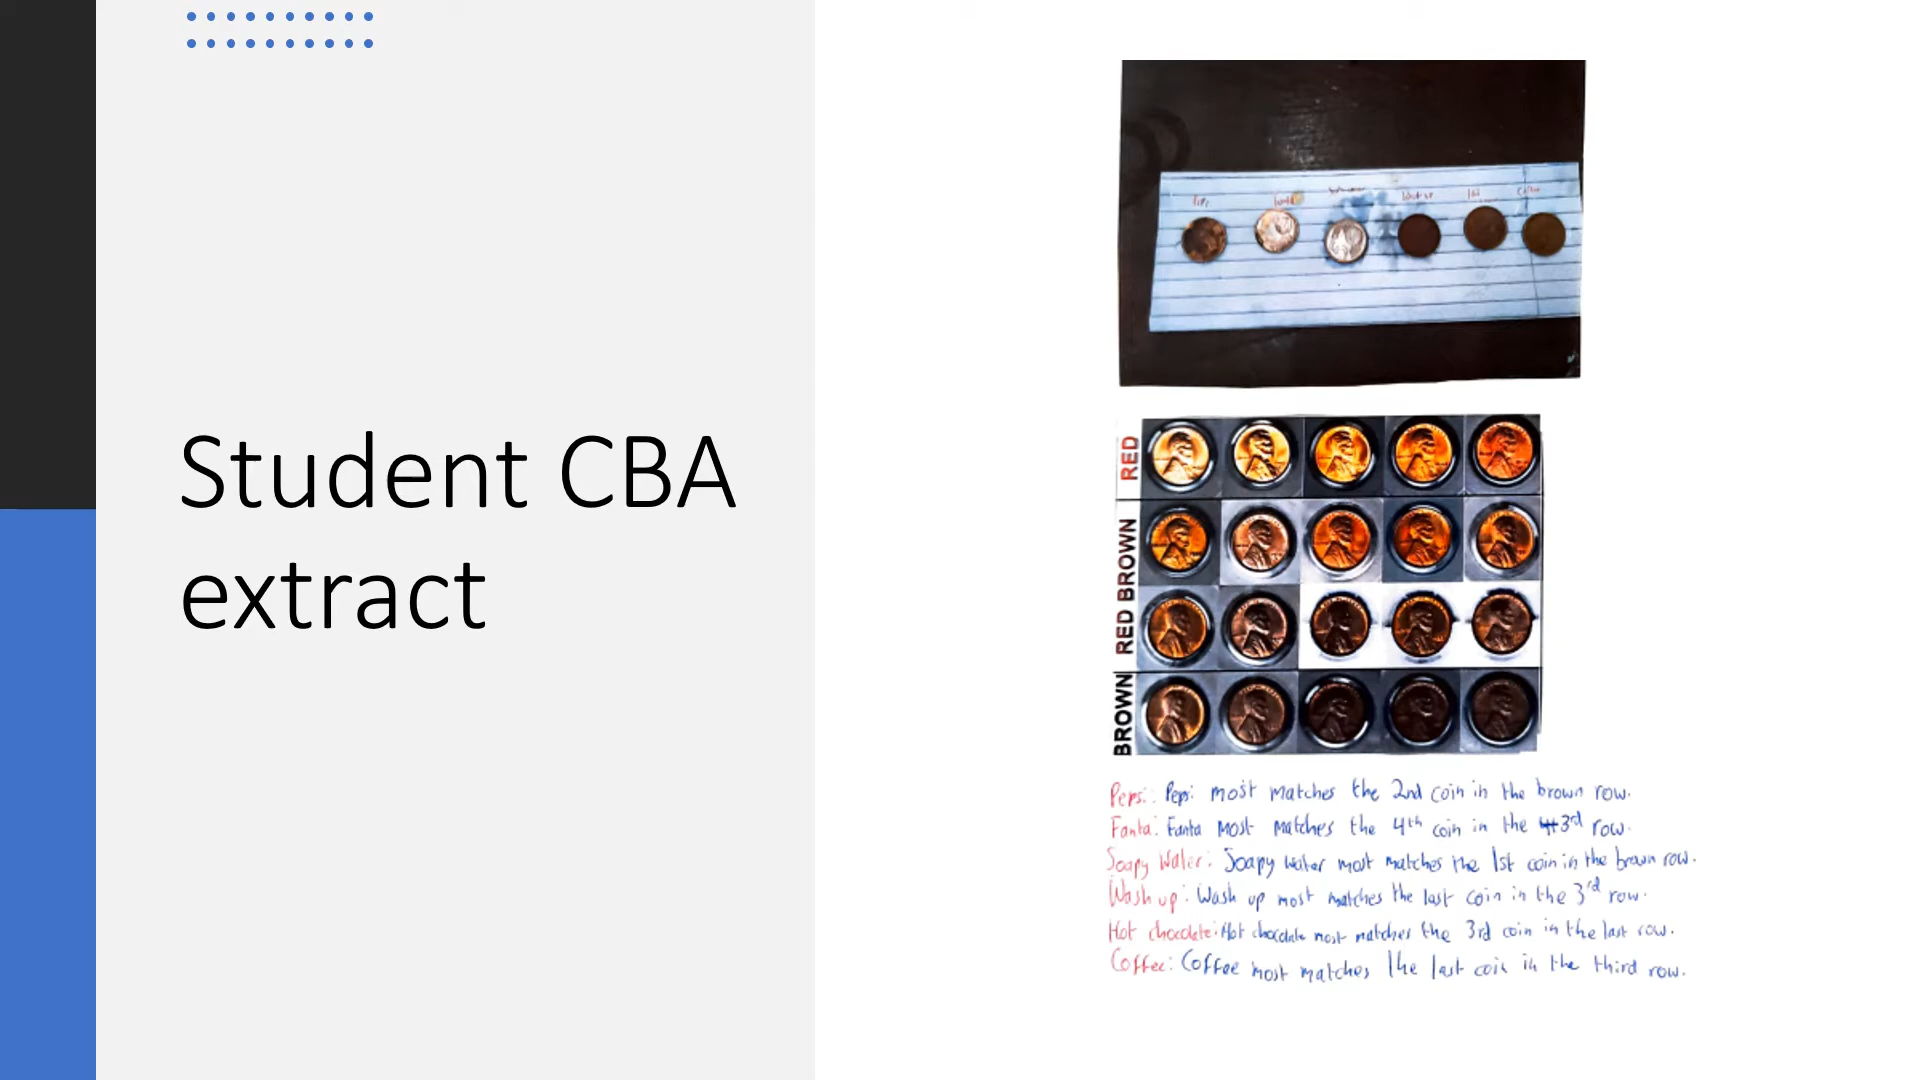 Student CBA
extract
RED
RED BROWN
BROWN
Pepsi: Pepsi most matches the 2nd coin in the brown row.
Fanta: Fanta most matches the 4th coin in the 3rd row.
Soapy Water: Soapy water most matches the 1st coin in the brown row.
Wash up: Wash up most matches the last coin in the 3rd row.
Hot chocolate: Hot chocolate most matches the 3rd coin in the last row.
Coffee: Coffee most matches the last coin in the third row.